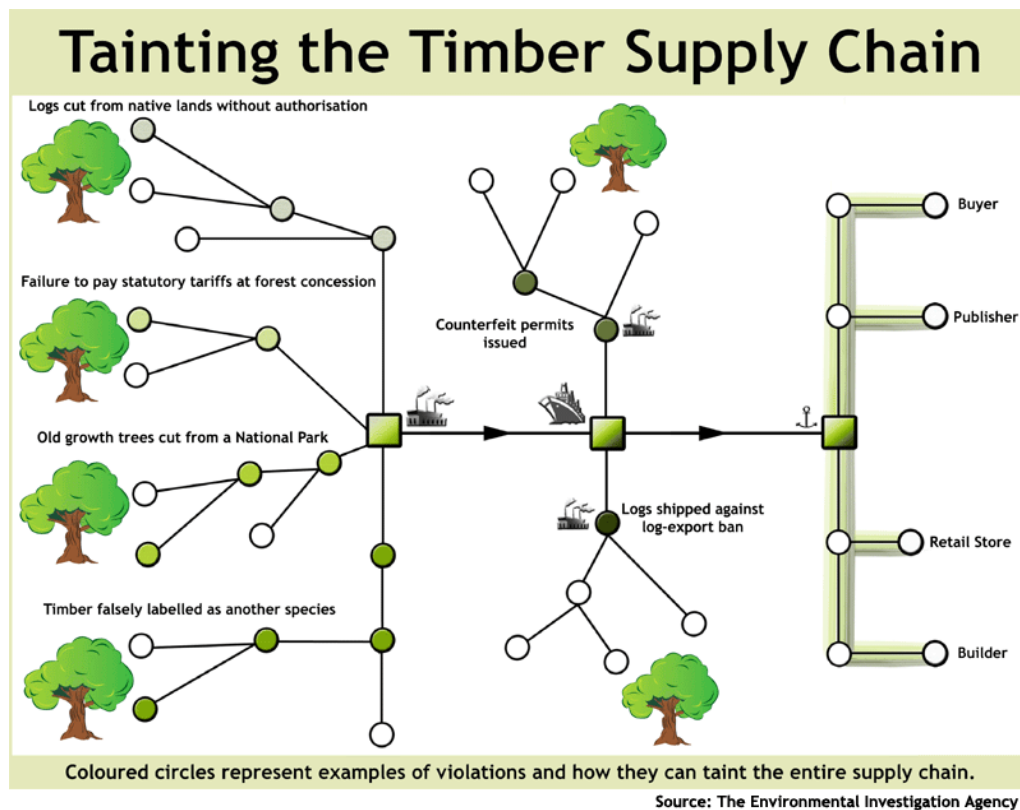 Tainting the Timber Supply Chain
Logs cut from native lands without authorisation
Failure to pay statutory tariffs at forest concession
Old growth trees cut from a National Park
Timber falsely labelled as another species
Counterfeit permits
issued
Logs shipped against
log-export ban
Buyer
Publisher
Retail Store
Builder
Coloured circles represent examples of violations and how they can taint the entire supply chain.
Source: The Environmental Investigation Agency